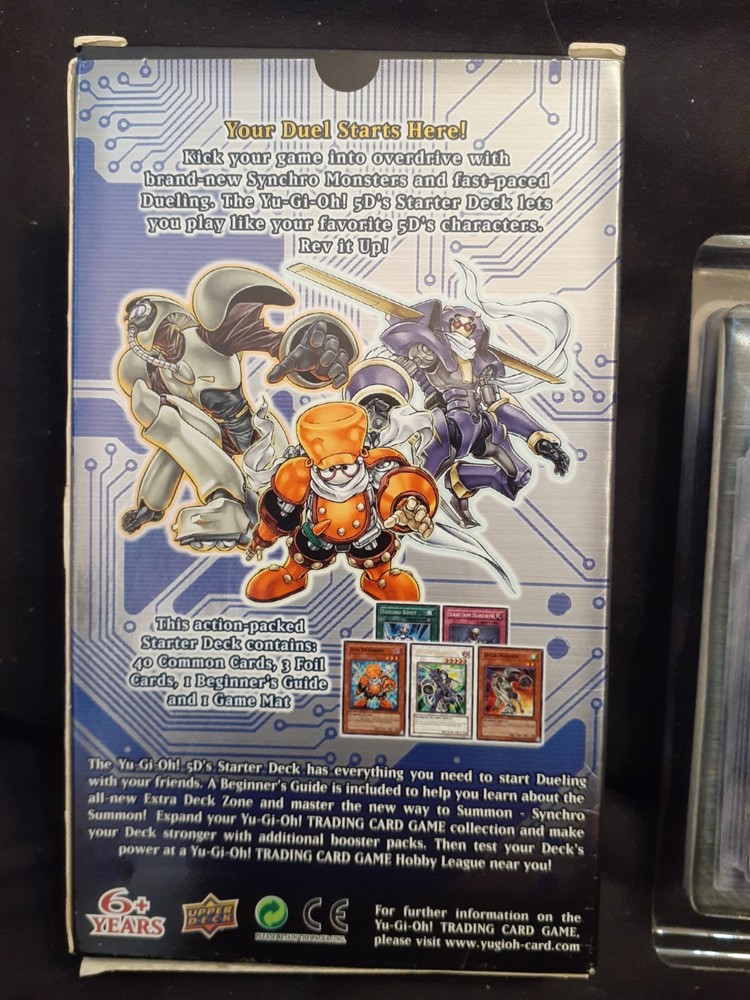 Your Duel Starts Here!
Kick your game into overdrive with
brand-new Synchro Monsters and fast-paced
Dueling. The Yu-Gi-Oh! 5D's Starter Deck lets
you play like your favorite 5D's characters.
Rev it Up!
This action-packed
Starter Deck contains:
40 Common Cards, 3 Foil
Cards, 1 Beginner's Guide
and 1 Game Mat
The Yu-Gi-Oh! 5D's Starter Deck has everything you need to start Dueling
with your friends. A Beginner's Guide is included to help you learn about the
all-new Extra Deck Zone and master the new way to Summon - Synchro
Summon! Expand your Yu-Gi-Oh! TRADING CARD GAME collection and make
your Deck stronger with additional booster packs. Then test your Deck's
power at a Yu-Gi-Oh! TRADING CARD GAME Hobby League near you!
6+
YEARS
UPPER
DECK
PLEASE RETAIN THE PACKAGING.
CE
For further information on the
Yu-Gi-Oh! TRADING CARD GAME,
please visit www.yugioh-card.com